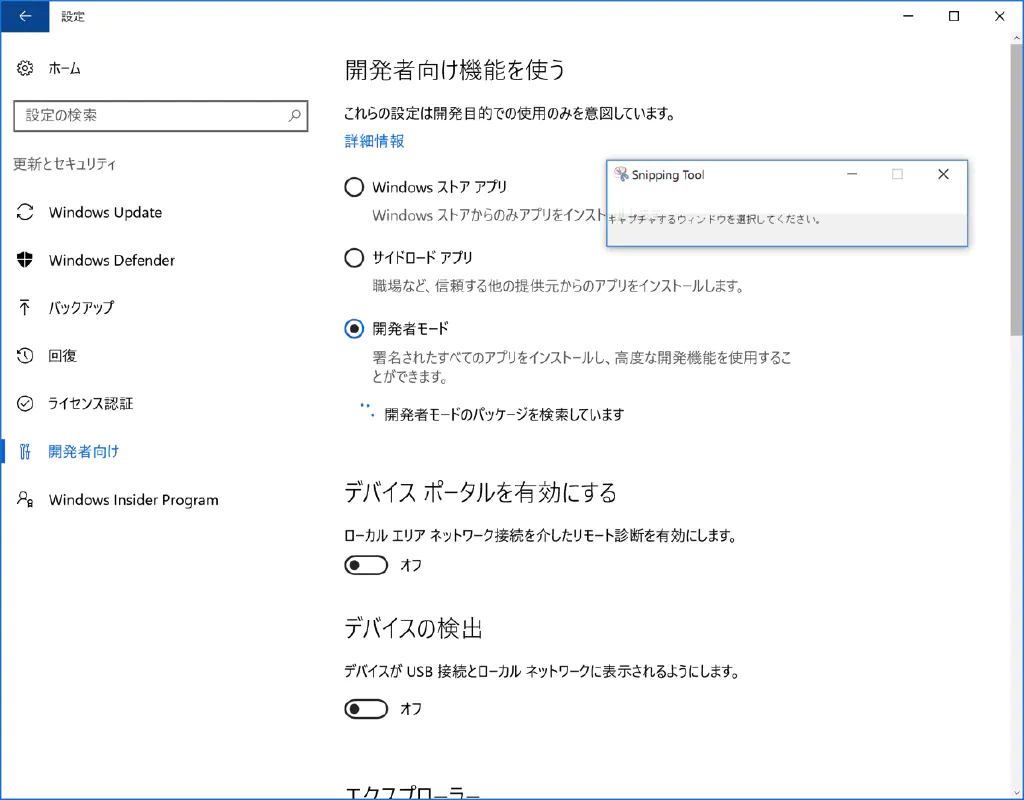 設定
ホーム
設定の検索
更新とセキュリティ
Windows Update
Windows Defender
バックアップ
回復
ライセンス認証
開発者向け
Windows Insider Program
開発者向け機能を使う
これらの設定は開発目的での使用のみを意図しています。
詳細情報
Windows ストア アプリ
Windows ストアからのみアプリをインスト
サイドロード アプリ
職場など、信頼する他の提供元からのアプリをインストールします。
開発者モード
署名されたすべてのアプリをインストールし、高度な開発機能を使用するこ
とができます。
開発者モードのパッケージを検索しています
Snipping Tool
キャプチャするウィンドウを選択してください。
デバイス ポータルを有効にする
ローカル エリア ネットワーク接続を介したリモート診断を有効にします。
オフ
デバイスの検出
デバイスが USB 接続とローカル ネットワークに表示されるようにします。
オフ
エクスプローラー